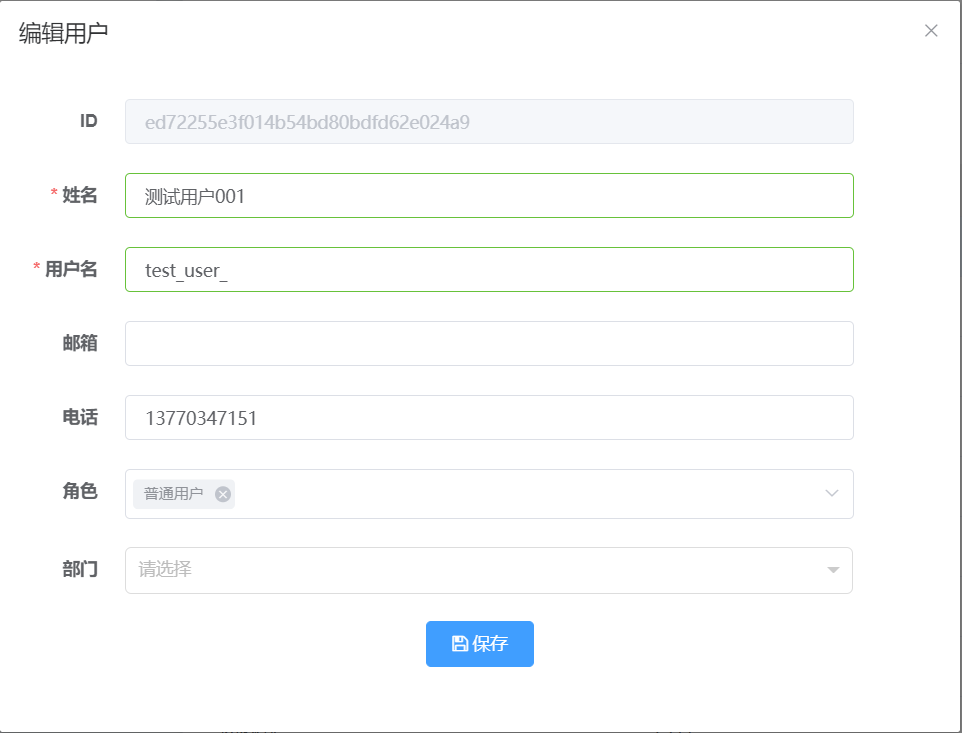 编辑用户
ID
ed72255e3f014b54bd80bdfd62e024a9
* 姓名
测试用户001
* 用户名
test_user_
邮箱
电话
13770347151
角色
普通用户
部门
请选择
保存